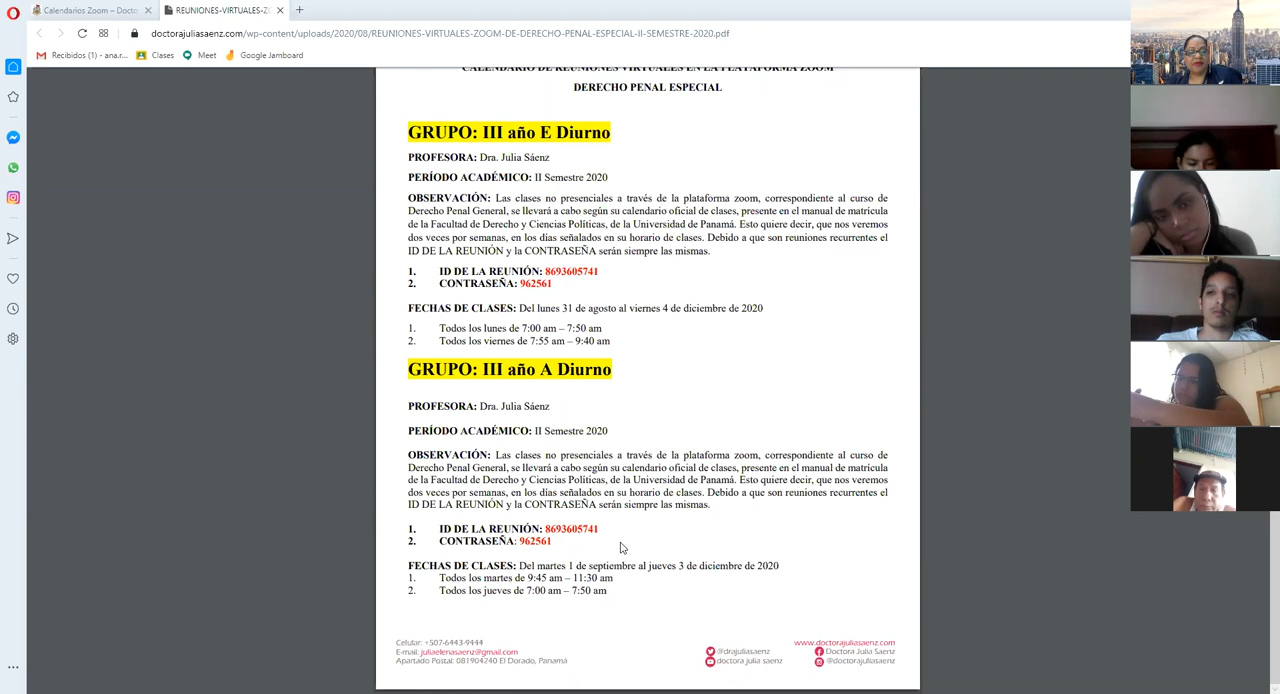 Calendarios Zoom – Docto
REUNIONES-VIRTUALES-Z
doctorajuliasaenz.com/wp-content/uploads/2020/08/REUNIONES-VIRTUALES-ZOOM-DE-DERECHO-PENAL-ESPECIAL-II-SEMESTRE-2020.pdf
Recibidos (1) - ana.r... Clases Meet Google Jamboard
CALENDARIO DE REUNIONES VIRTUALES EN LA PLATAFORMA ZOOM
DERECHO PENAL ESPECIAL
GRUPO: III año E Diurno
PROFESORA: Dra. Julia Sáenz
PERÍODO ACADÉMICO: II Semestre 2020
OBSERVACIÓN: Las clases no presenciales a través de la plataforma zoom, correspondiente al curso de
Derecho Penal General, se llevará a cabo según su calendario oficial de clases, presente en el manual de matrícula
de la Facultad de Derecho y Ciencias Políticas, de la Universidad de Panamá. Esto quiere decir, que nos veremos
dos veces por semanas, en los días señalados en su horario de clases. Debido a que son reuniones recurrentes el
ID DE LA REUNIÓN y la CONTRASEÑA serán siempre las mismas.
1. ID DE LA REUNIÓN: 8693605741
2. CONTRASEÑA: 962561
FECHAS DE CLASES: Del lunes 31 de agosto al viernes 4 de diciembre de 2020
1. Todos los lunes de 7:00 am – 7:50 am
2. Todos los viernes de 7:55 am – 9:40 am
GRUPO: III año A Diurno
PROFESORA: Dra. Julia Sáenz
PERÍODO ACADÉMICO: II Semestre 2020
OBSERVACIÓN: Las clases no presenciales a través de la plataforma zoom, correspondiente al curso de
Derecho Penal General, se llevará a cabo según su calendario oficial de clases, presente en el manual de matrícula
de la Facultad de Derecho y Ciencias Políticas, de la Universidad de Panamá. Esto quiere decir, que nos veremos
dos veces por semanas, en los días señalados en su horario de clases. Debido a que son reuniones recurrentes el
ID DE LA REUNIÓN y la CONTRASEÑA serán siempre las mismas.
1. ID DE LA REUNIÓN: 8693605741
2. CONTRASEÑA: 962561
FECHAS DE CLASES: Del martes 1 de septiembre al jueves 3 de diciembre de 2020
1. Todos los martes de 9:45 am – 11:30 am
2. Todos los jueves de 7:00 am – 7:50 am
Celular: +507-6443-9444
E-mail: juliaelenasaenz@gmail.com
Apartado Postal: 081904240 El Dorado, Panamá
www.doctorajuliasaenz.com
@drajuliasaenz Doctora Julia Saenz
doctora julia saenz @doctorajuliasaenz